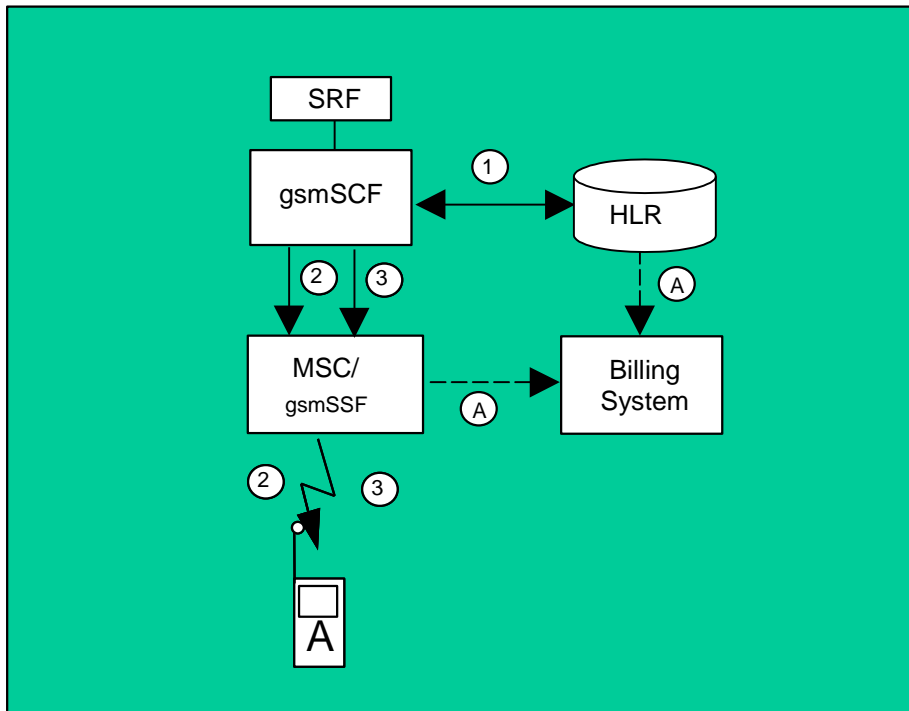 SRF
gsmSCF
1
HLR
2
3
A
MSC/
gsmSSF
A
Billing
System
2
3
A